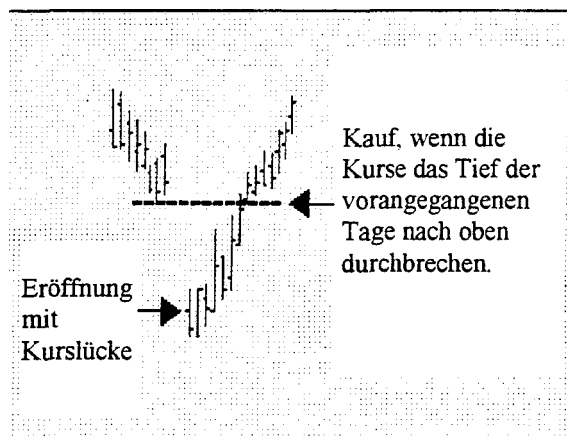 Kauf, wenn die
Kurse das Tief der
vorangegangenen
Tage nach oben
durchbrechen.
Eröffnung
mit
Kurslücke